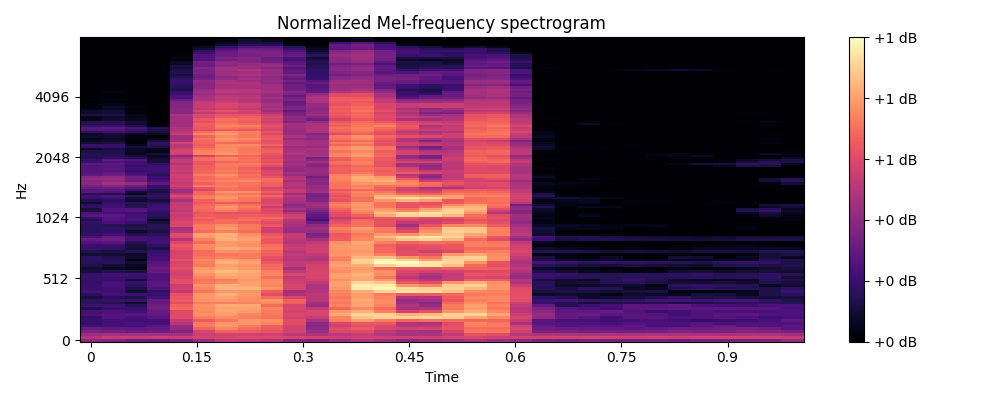 Normalized Mel-frequency spectrogram
Hz
4096
2048
1024
512
0
0 0.15 0.3 0.45 0.6 0.75 0.9
Time
+1 dB
+1 dB
+1 dB
+0 dB
+0 dB
+0 dB